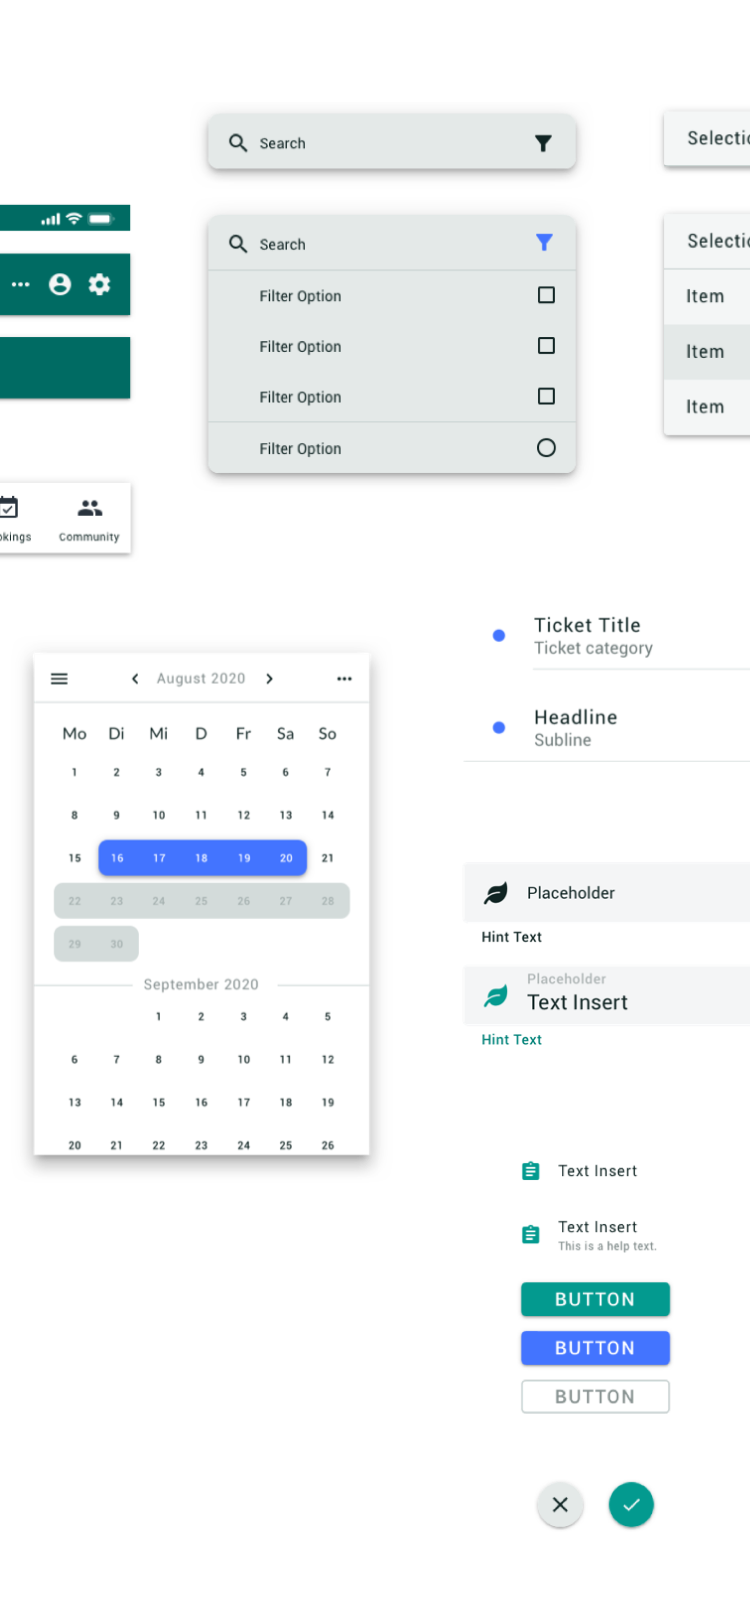 Search
Selectio
Search
Filter Option
Filter Option
Filter Option
Filter Option
Selectio
Item
Item
Item
okings
Community
Ticket Title
Ticket category
Headline
Subline
August 2020
Mo Di Mi D Fr Sa So
1 2 3 4 5 6 7
8 9 10 11 12 13 14
15 16 17 18 19 20 21
22 23 24 25 26 27 28
29 30
September 2020
1 2 3 4 5
6 7 8 9 10 11 12
13 14 15 16 17 18 19
20 21 22 23 24 25 26
Placeholder
Hint Text
Placeholder
Text Insert
Hint Text
Text Insert
Text Insert
This is a help text.
BUTTON
BUTTON
BUTTON